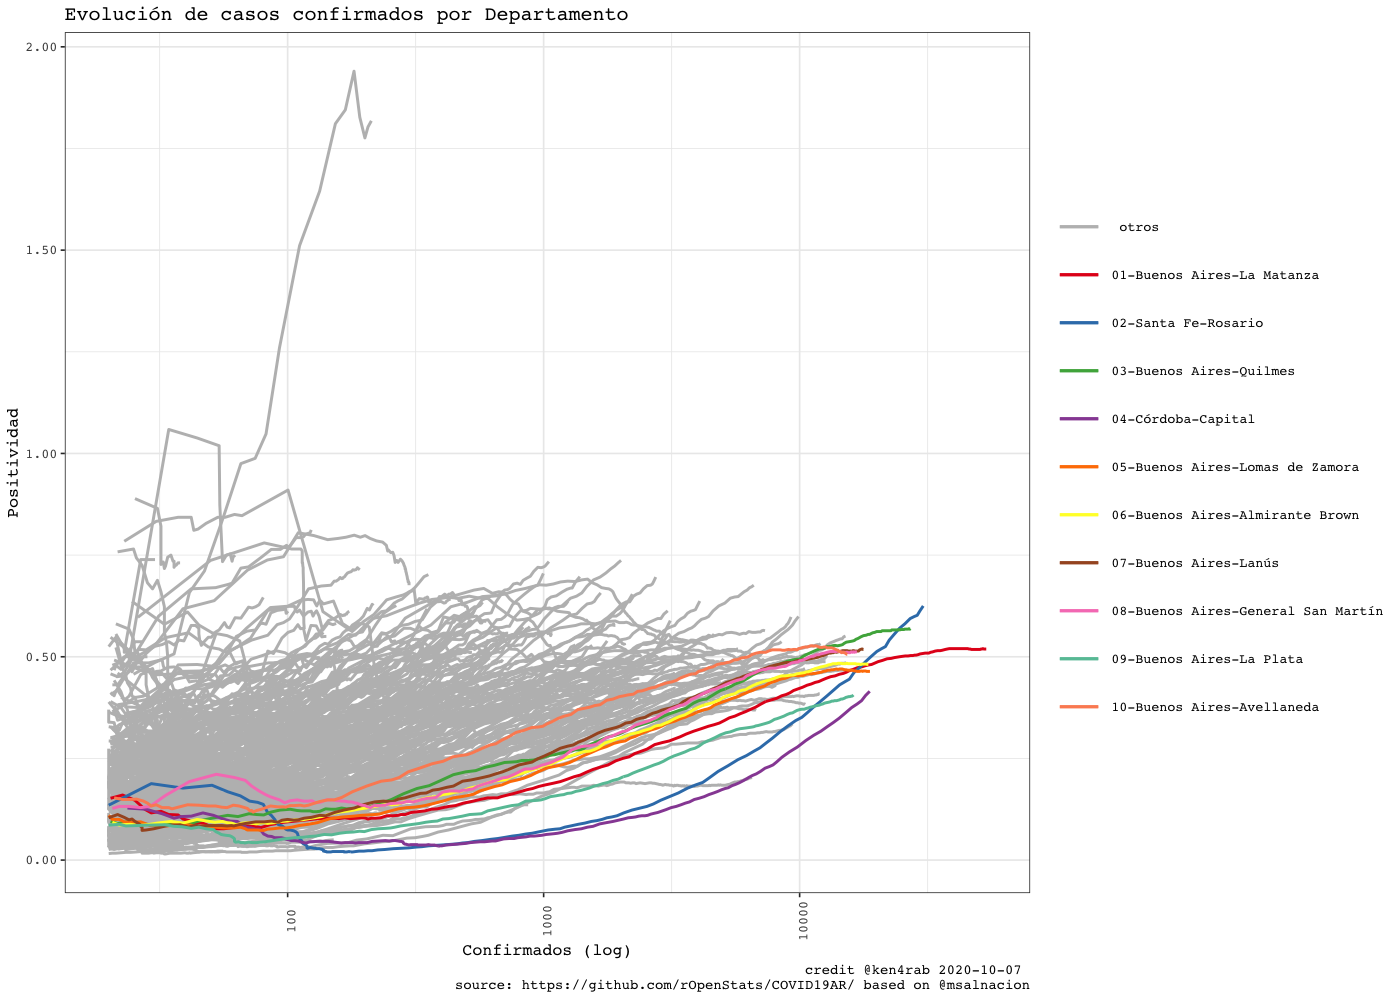 Evolución de casos confirmados por Departamento
2.00
1.50
1.00
0.50
0.00
Positividad
100
1000
10000
Confirmados (log)
otros
01-Buenos Aires-La Matanza
02-Santa Fe-Rosario
03-Buenos Aires-Quilmes
04-Córdoba-Capital
05-Buenos Aires-Lomas de Zamora
06-Buenos Aires-Almirante Brown
07-Buenos Aires-Lanús
08-Buenos Aires-General San Martín
09-Buenos Aires-La Plata
10-Buenos Aires-Avellaneda
credit @ken4rab 2020-10-07
source: https://github.com/rOpenStats/COVID19AR/ based on @msalnacion